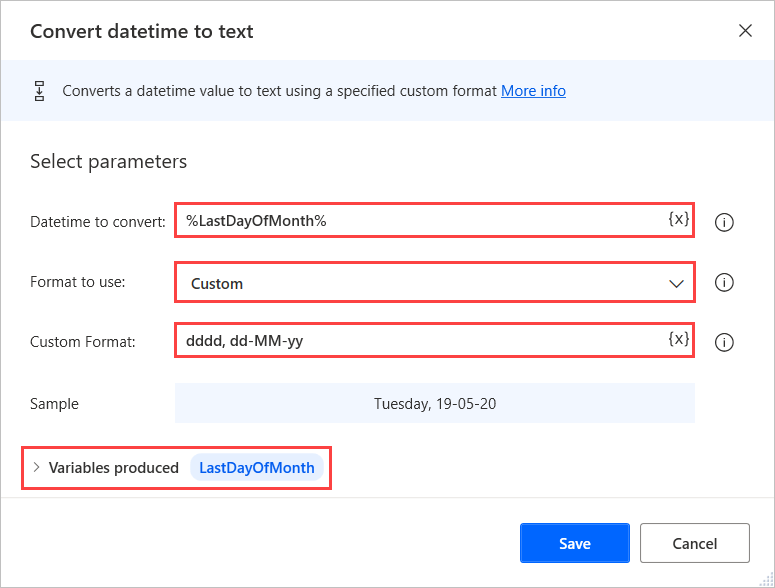 Convert datetime to text
Converts a datetime value to text using a specified custom format More info
Select parameters
Datetime to convert: %LastDayOfMonth% {x}
Format to use: Custom
Custom Format: dddd, dd-MM-yy {x}
Sample Tuesday, 19-05-20
Variables produced LastDayOfMonth
Save Cancel